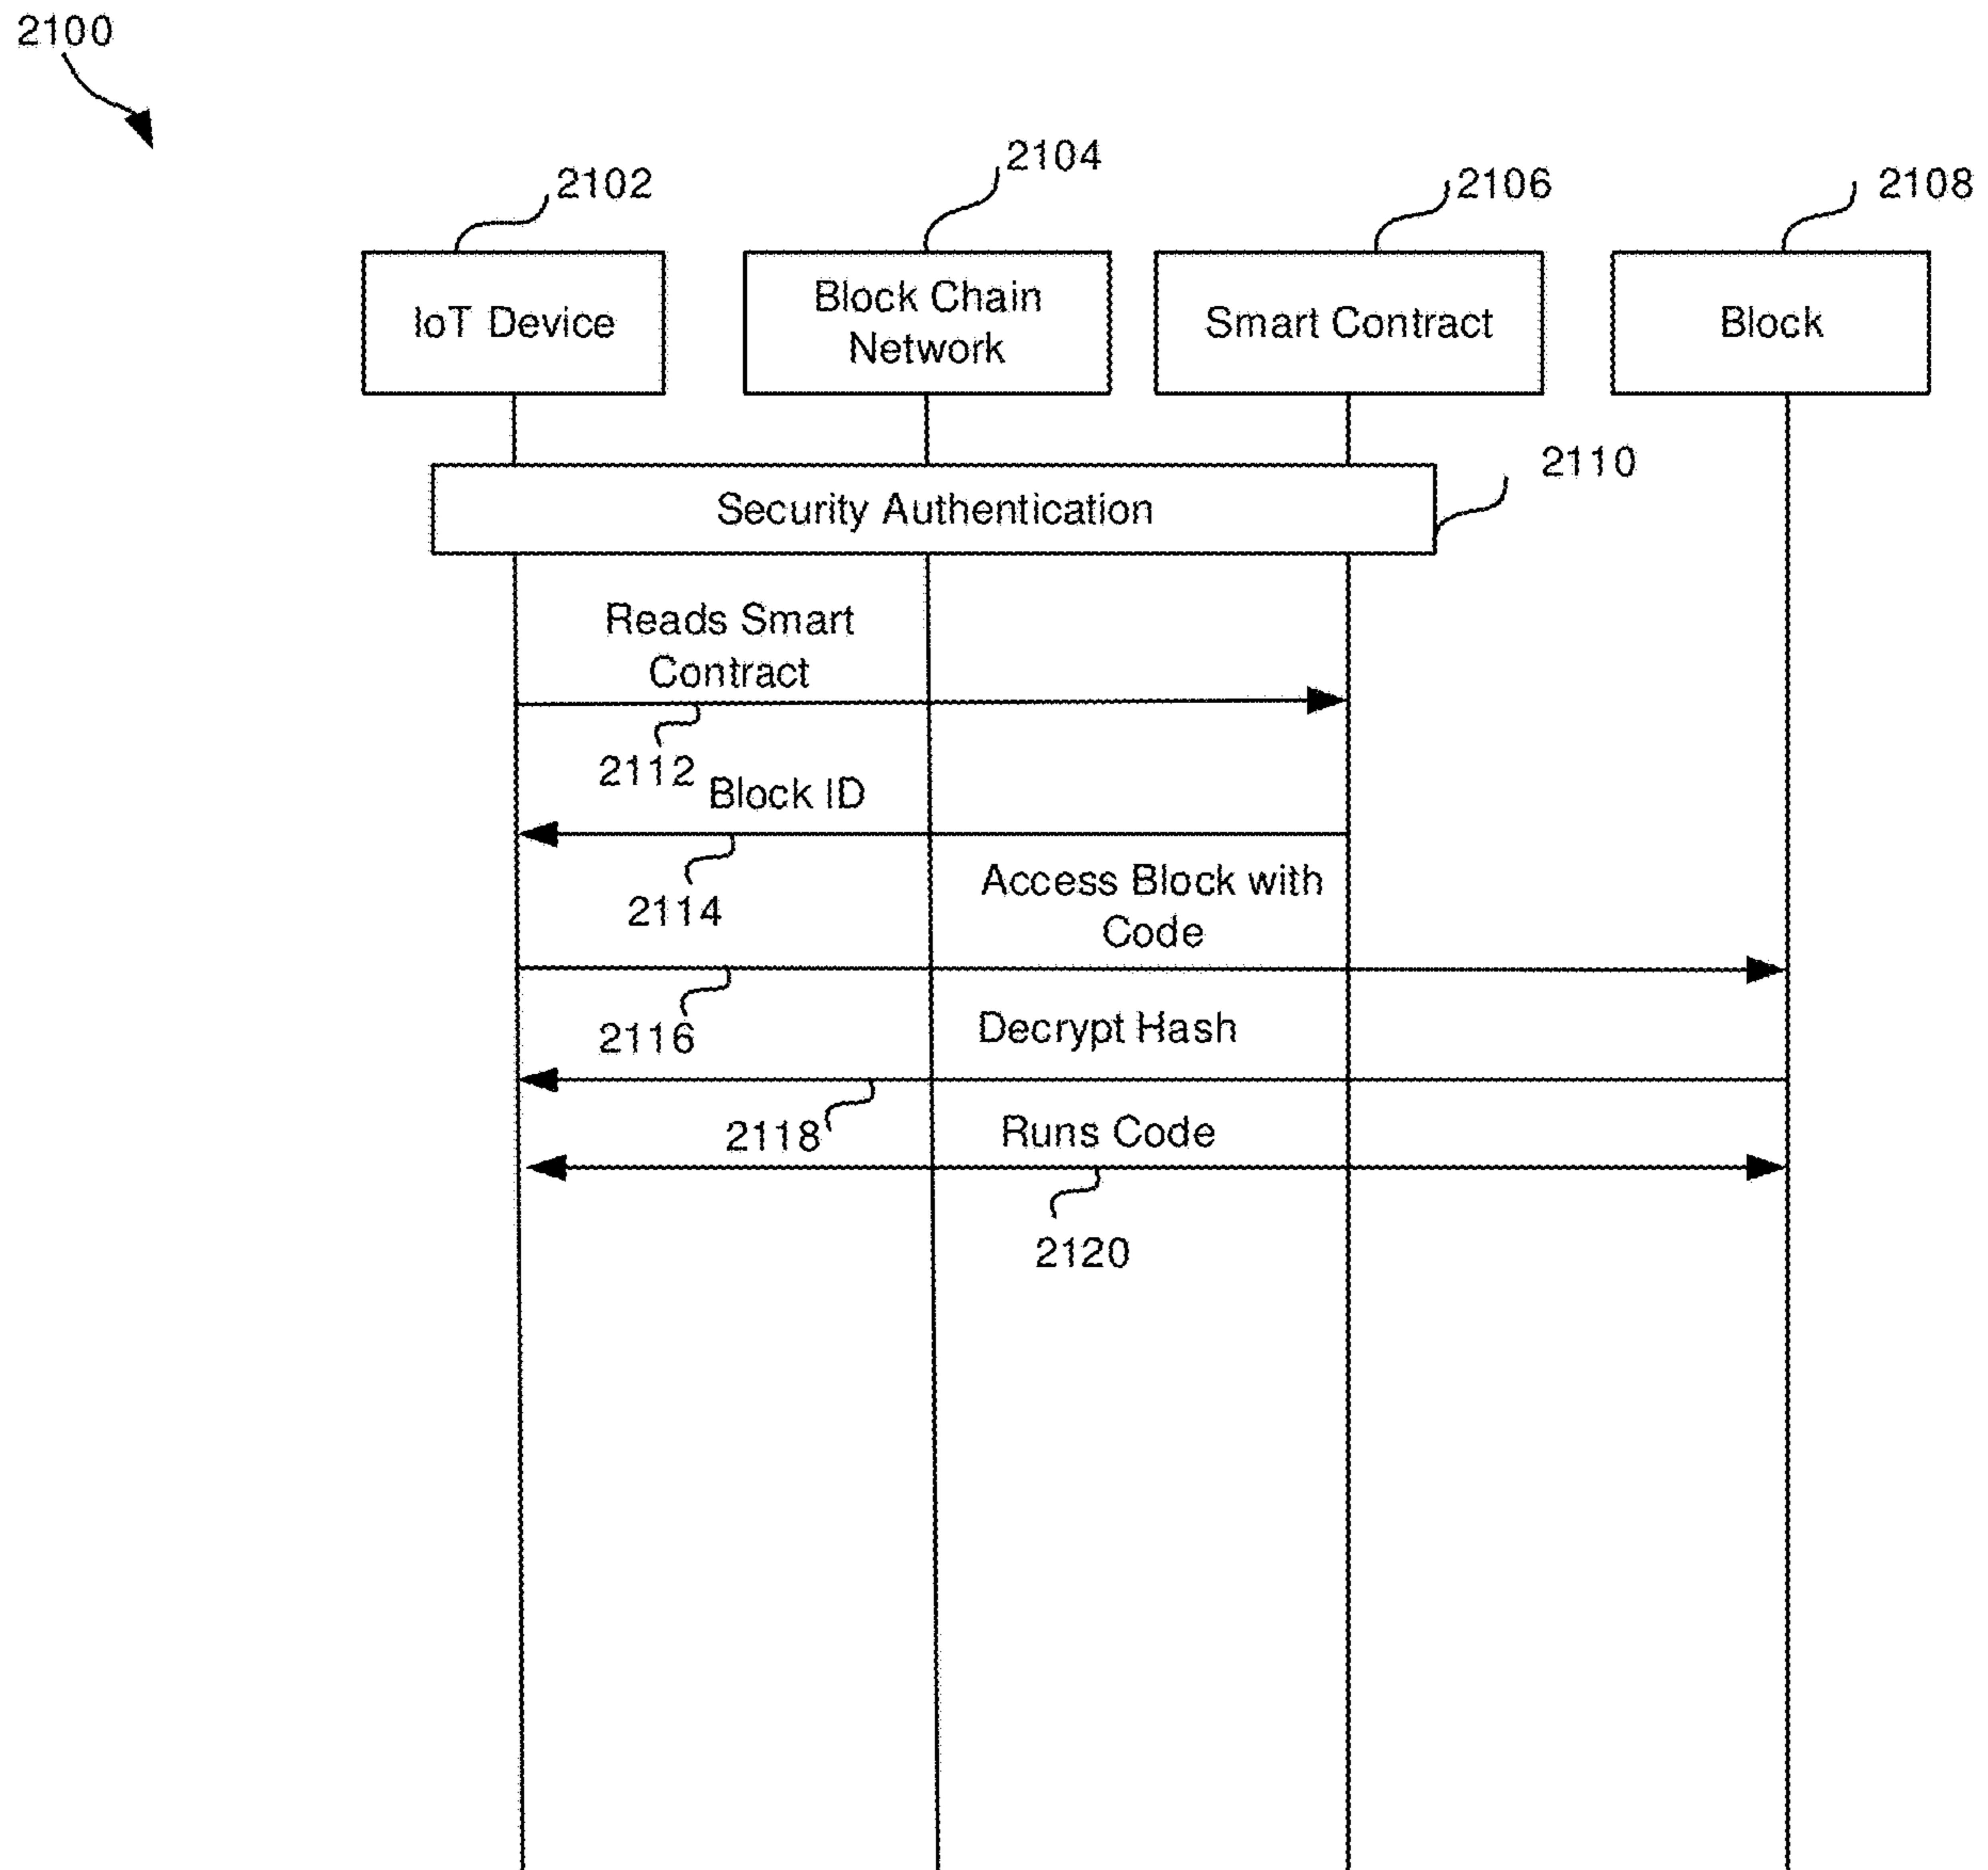 2100
2102
2104
2106
2108
IoT Device
Block Chain
Network
Smart Contract
Block
2110
Security Authentication
Reads Smart
Contract
2112
Block ID
2114
Access Block with
Code
2116
Decrypt Hash
2118
Runs Code
2120